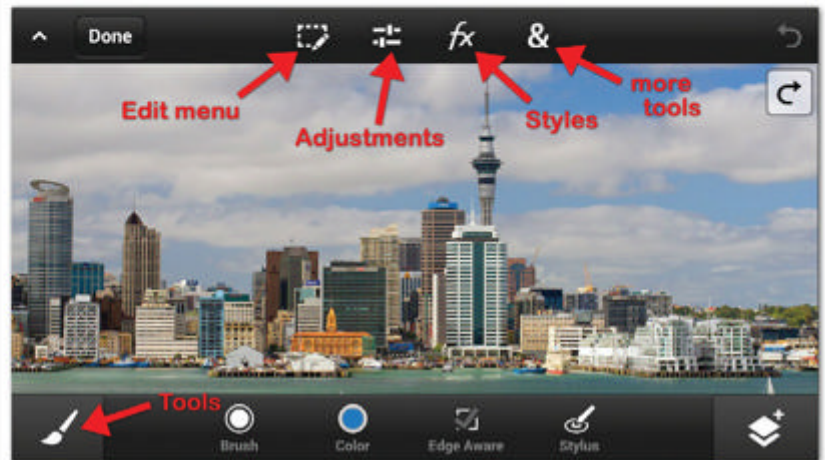 Done
fx
&
Edit menu
Adjustments
Styles
more
tools
Tools
Brush
Color
Edge Aware
Stylus